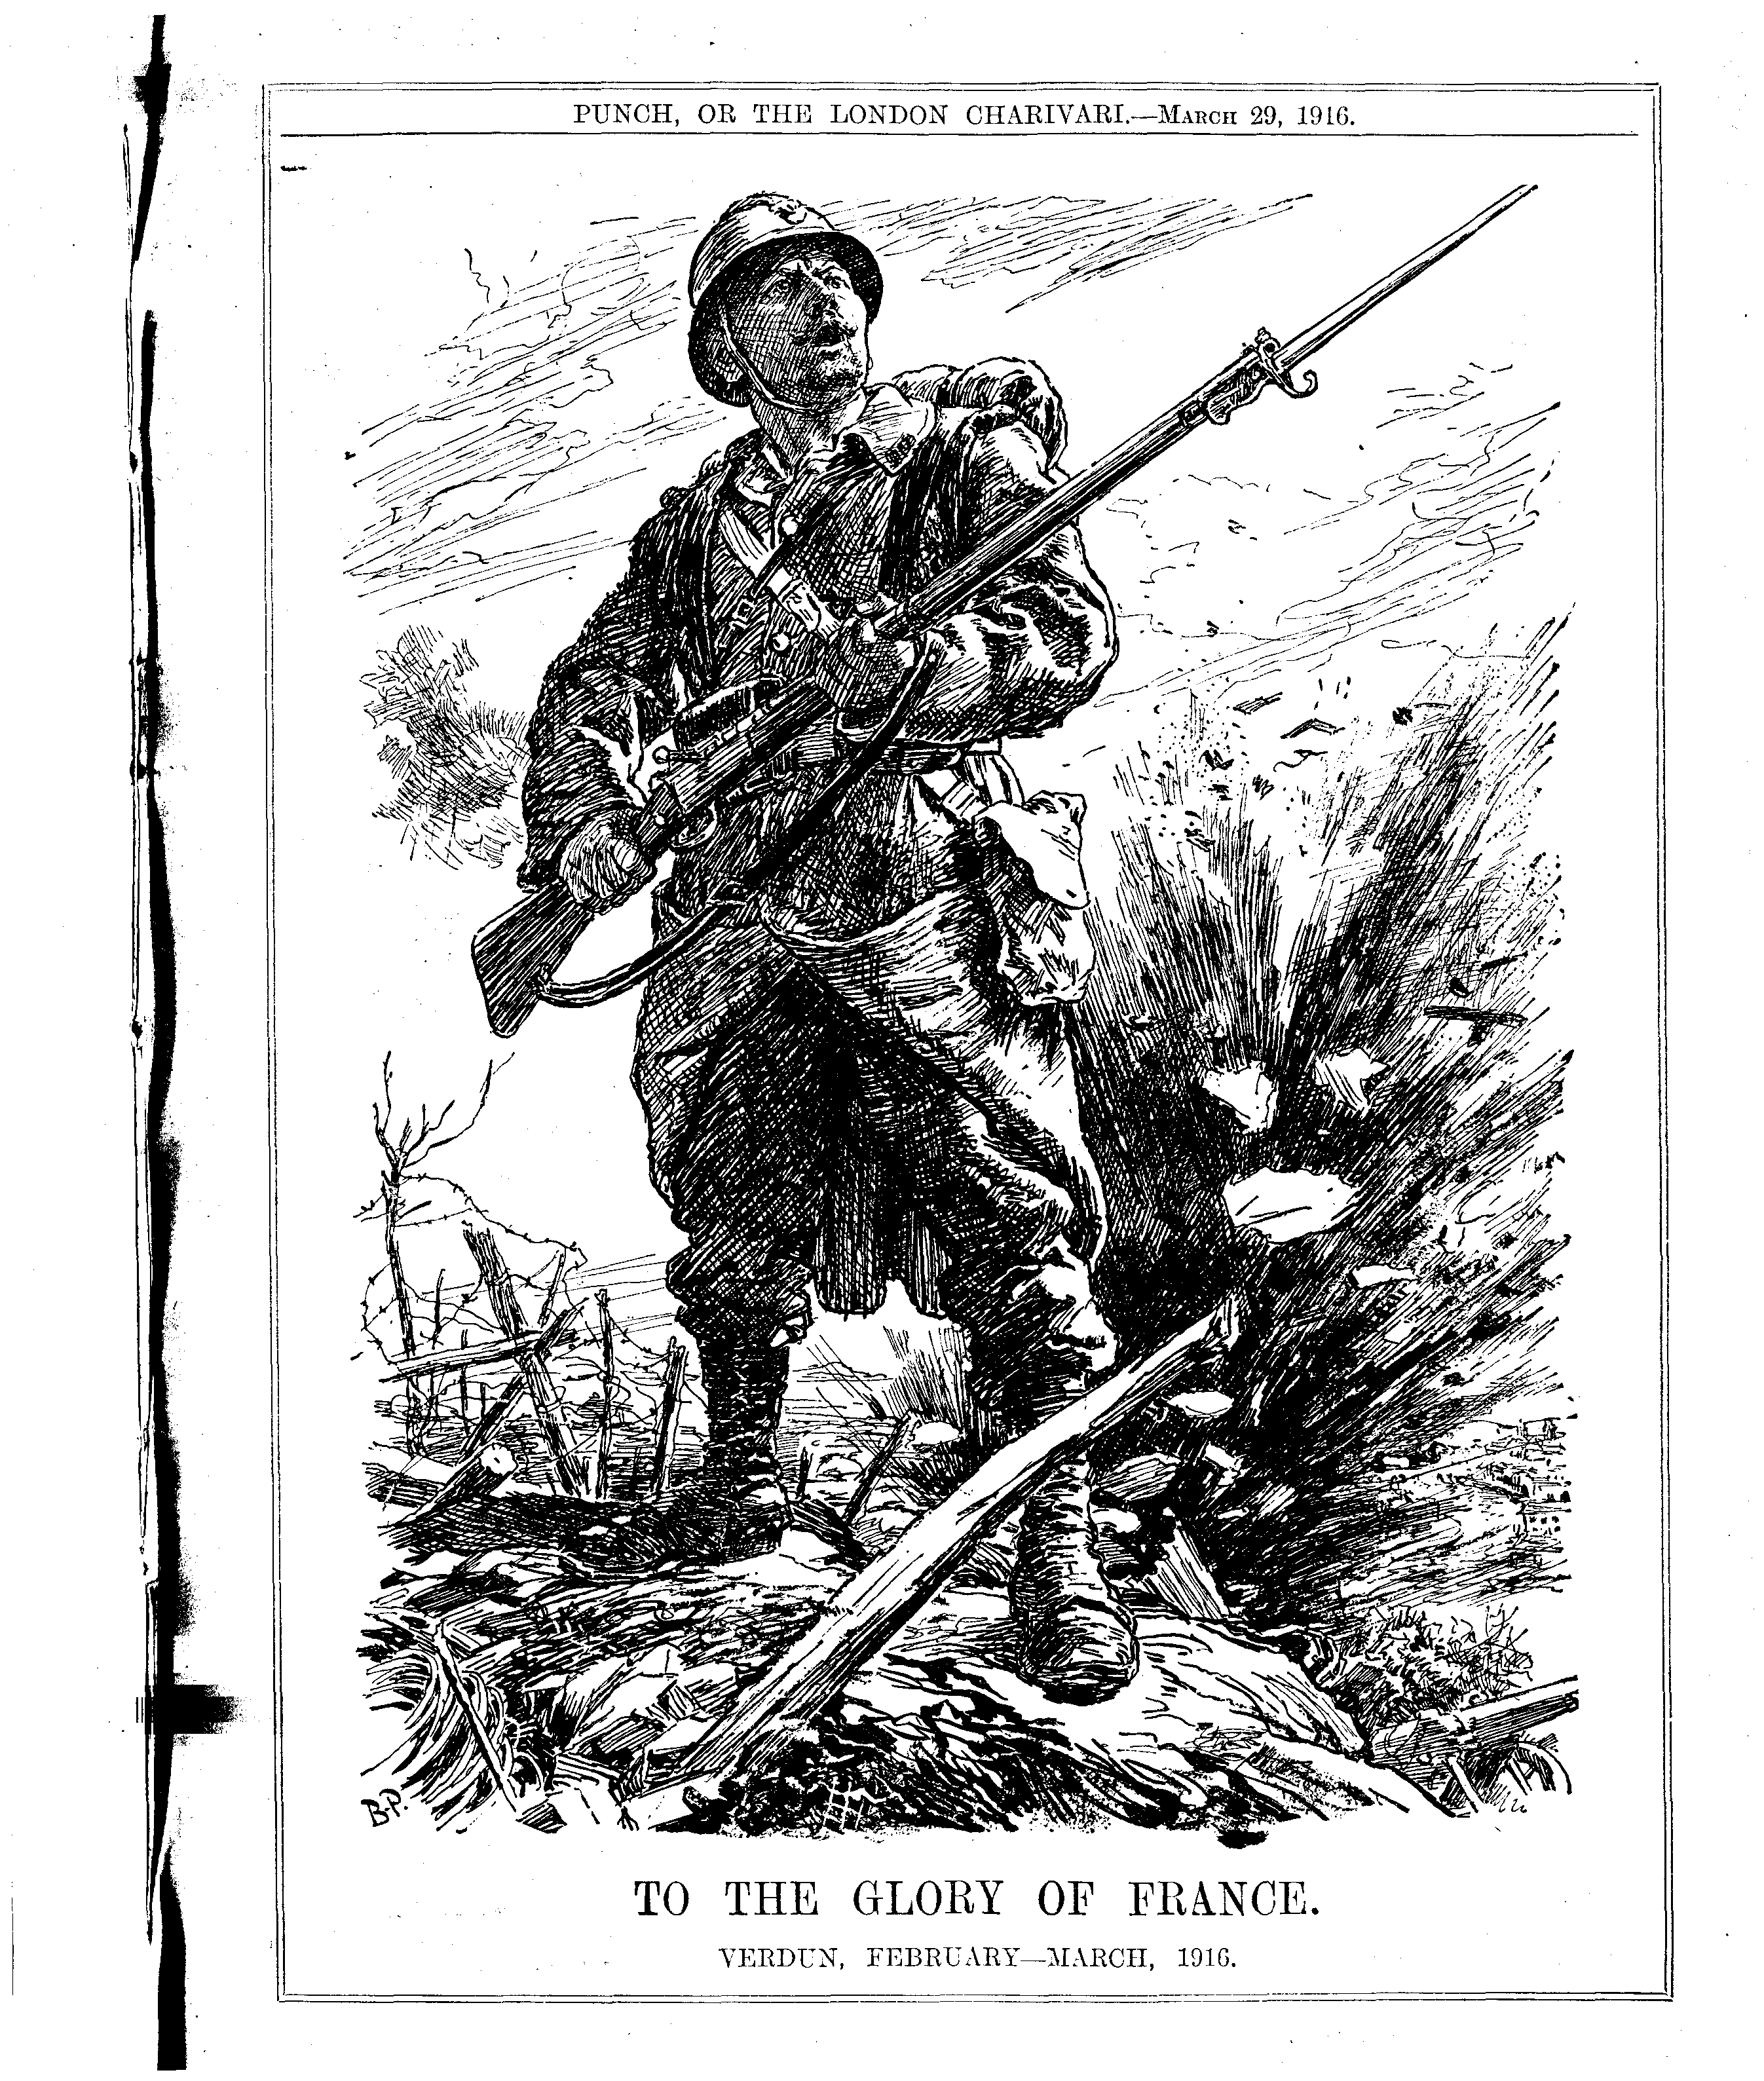 PUNCH, OR THE LONDON CHARIVARI.—MARCH 29, 1916.
B.P.
TO THE GLORY OF FRANCE.
VERDUN, FEBRUARY—MARCH, 1916.